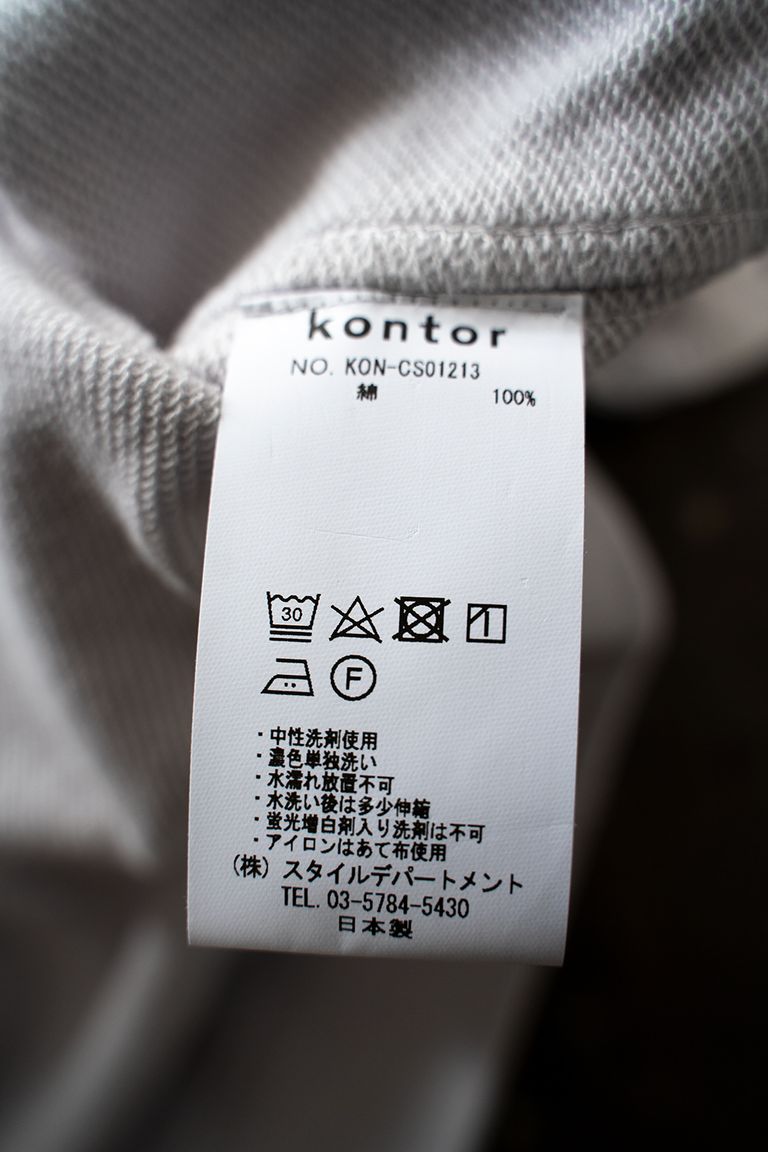 kontor
NO. KON-CS01213
綿 100%
30
F
・中性洗剤使用
・濃色単独洗い
・水濡れ放置不可
・水洗い後は多少伸縮
・蛍光増白剤入り洗剤は不可
・アイロンはあて布使用
(株) スタイルデパートメント
TEL. 03-5784-5430
日本製